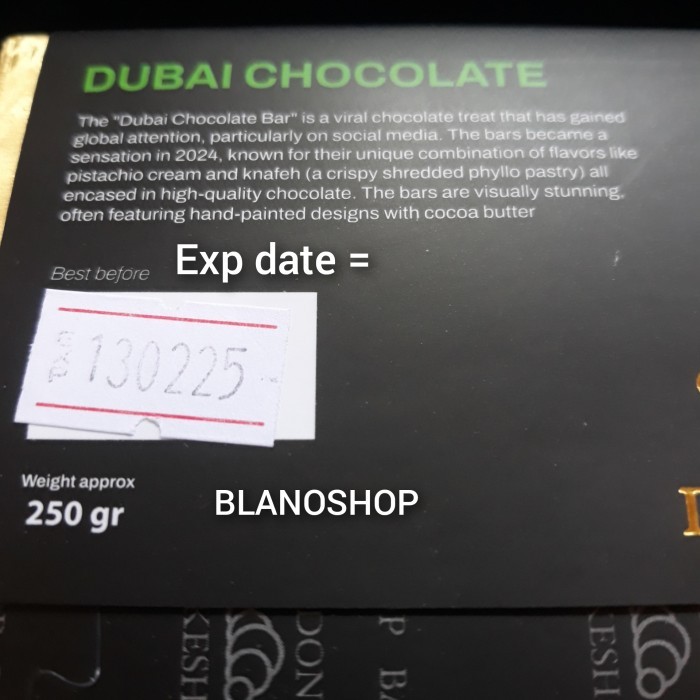 DUBAI CHOCOLATE
The "Dubai Chocolate Bar" is a viral chocolate treat that has gained
global attention, particularly on social media. The bars became a
sensation in 2024, known for their unique combination of flavors like
pistachio cream and knafeh (a crispy shredded phyllo pastry) all
encased in high-quality chocolate. The bars are visually stunning,
often featuring hand-painted designs with cocoa butter
Exp date =
Best before
EXP
130225
Weight approx
250 gr
BLANOSHOP